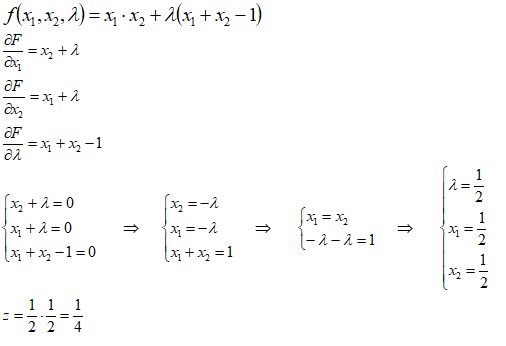 f(x₁,x₂,λ)=x₁·x₂+λ(x₁+x₂−1)
∂F/∂x₁=x₂+λ
∂F/∂x₂=x₁+λ
∂F/∂λ=x₁+x₂−1
{x₂+λ=0 ⇒ {x₂=−λ ⇒ {x₁=x₂ ⇒ {λ=1/2
x₁+λ=0 x₁=−λ −λ−λ=1 x₁=1/2
x₁+x₂−1=0 x₁+x₂=1 x₂=1/2
z=1/2·1/2=1/4